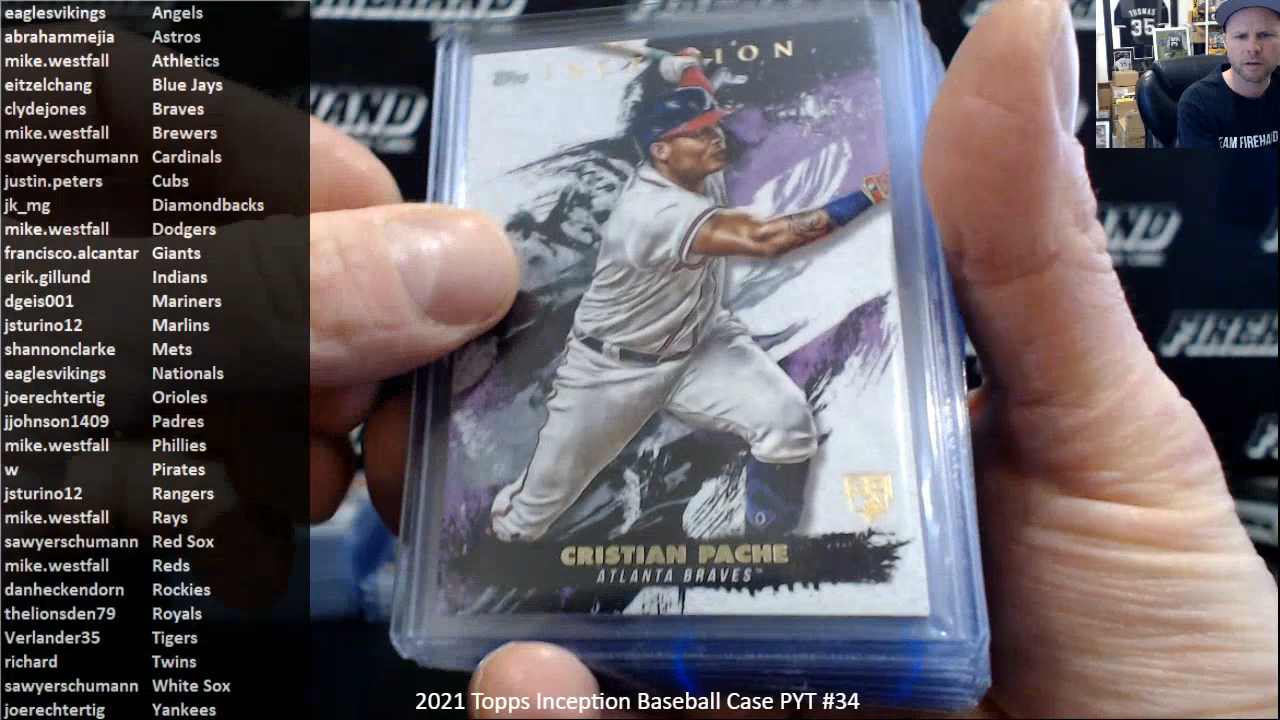 eaglesvikings Angels
abrahammejia Astros
mike.westfall Athletics
eitzelchang Blue Jays
clydejones Braves
mike.westfall Brewers
sawyerschumann Cardinals
justin.peters Cubs
jk_mg Diamondbacks
mike.westfall Dodgers
francisco.alcantar Giants
erik.gillund Indians
dgeis001 Mariners
jsturino12 Marlins
shannonclarke Mets
eaglesvikings Nationals
joerechtertig Orioles
jjohnson1409 Padres
mike.westfall Phillies
w Pirates
jsturino12 Rangers
mike.westfall Rays
sawyerschumann Red Sox
mike.westfall Reds
danheckendorn Rockies
thelionsden79 Royals
Verlander35 Tigers
richard Twins
sawyerschumann White Sox
joerechtertig Yankees
Topps
CRISTIAN PACHE
ATLANTA BRAVES™
THOMAS
35
FIREHAND
2021 Topps Inception Baseball Case PYT #34